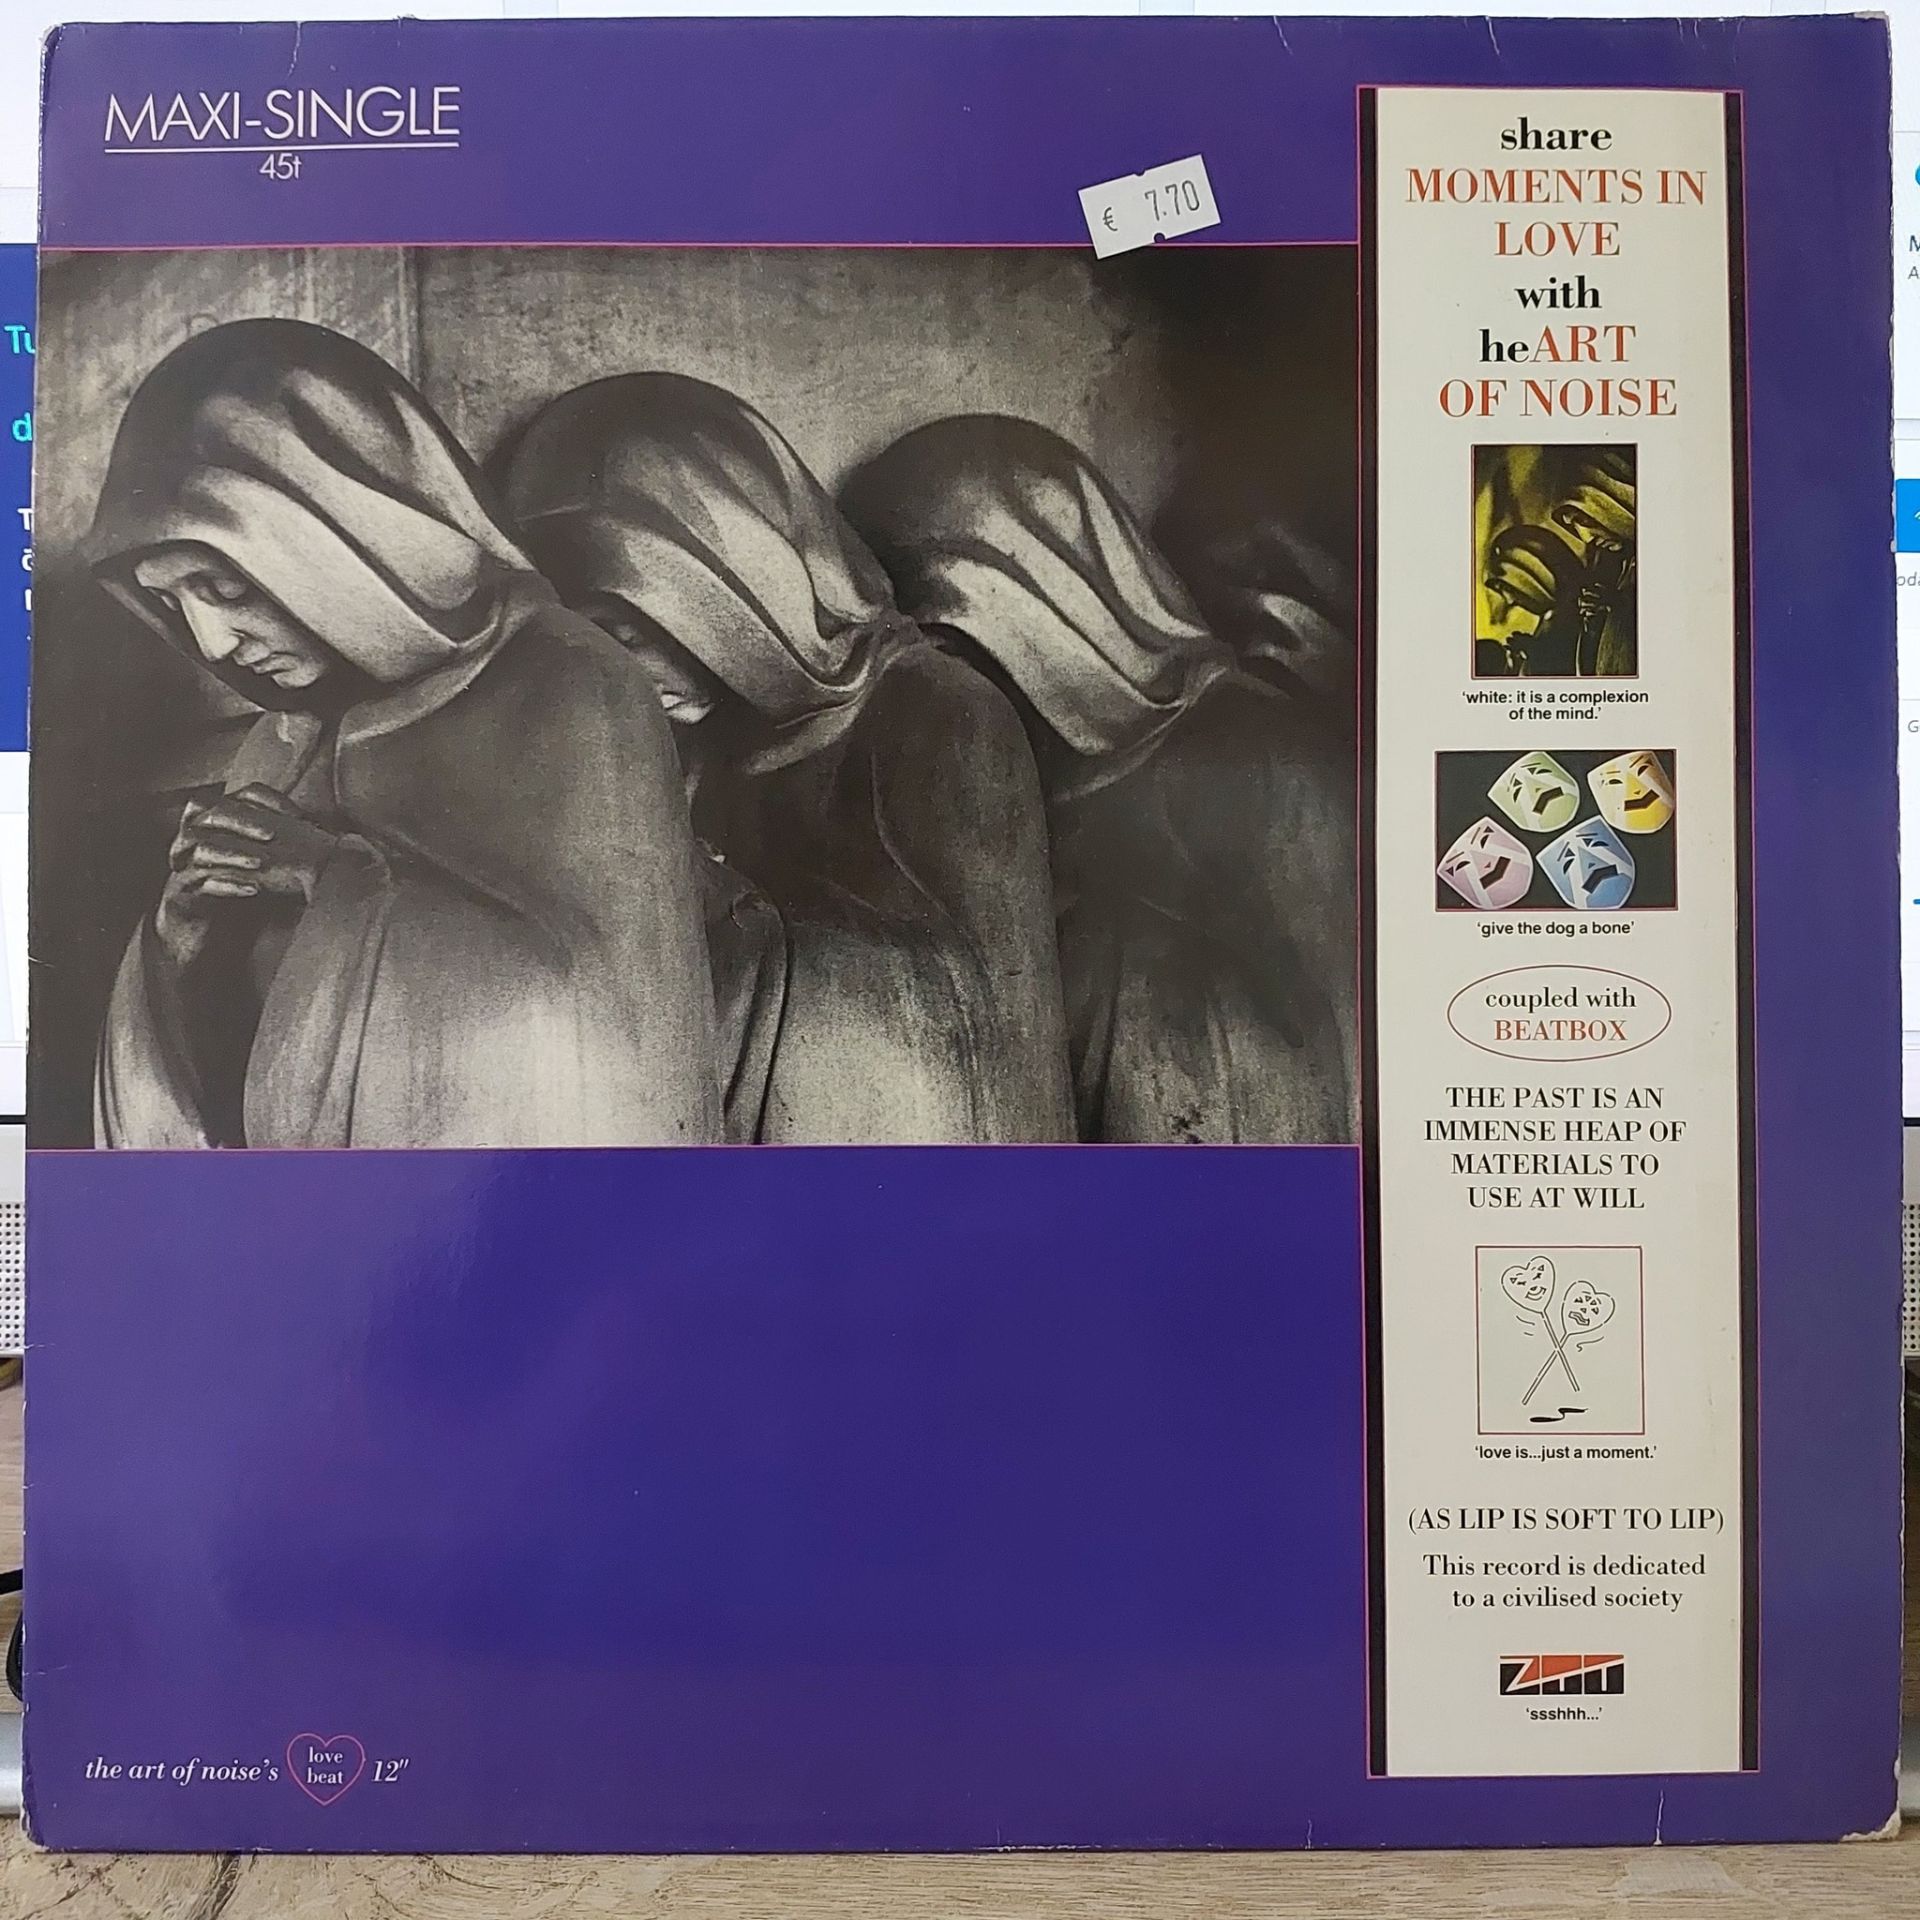 MAXI-SINGLE
45t
€ 7.70
share
MOMENTS IN
LOVE
with
heART
OF NOISE
'white: it is a complexion
of the mind.'
'give the dog a bone'
coupled with
BEATBOX
THE PAST IS AN
IMMENSE HEAP OF
MATERIALS TO
USE AT WILL
'love is...just a moment.'
(AS LIP IS SOFT TO LIP)
This record is dedicated
to a civilised society
ZTT
'ssshhh...'
the art of noise's love beat 12"